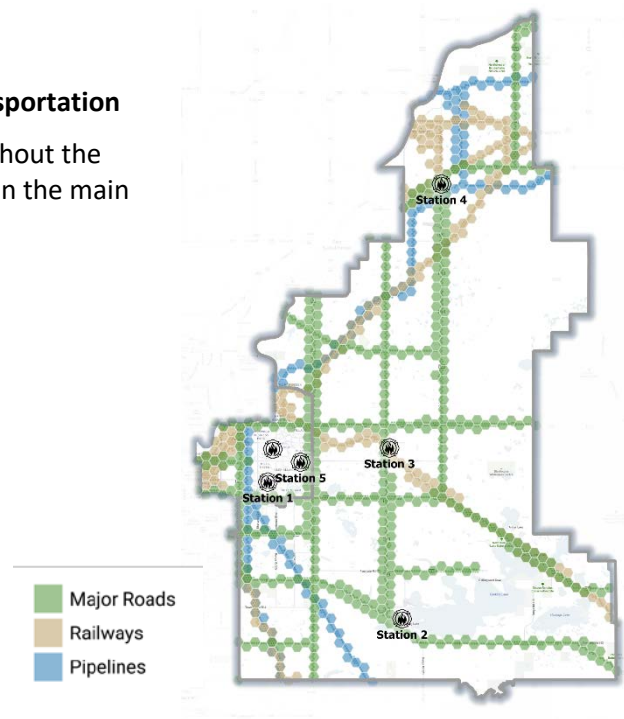 sportation
hout the
n the main
Station 4
Station 3
Station 5
Station 1
Station 2
Major Roads
Railways
Pipelines